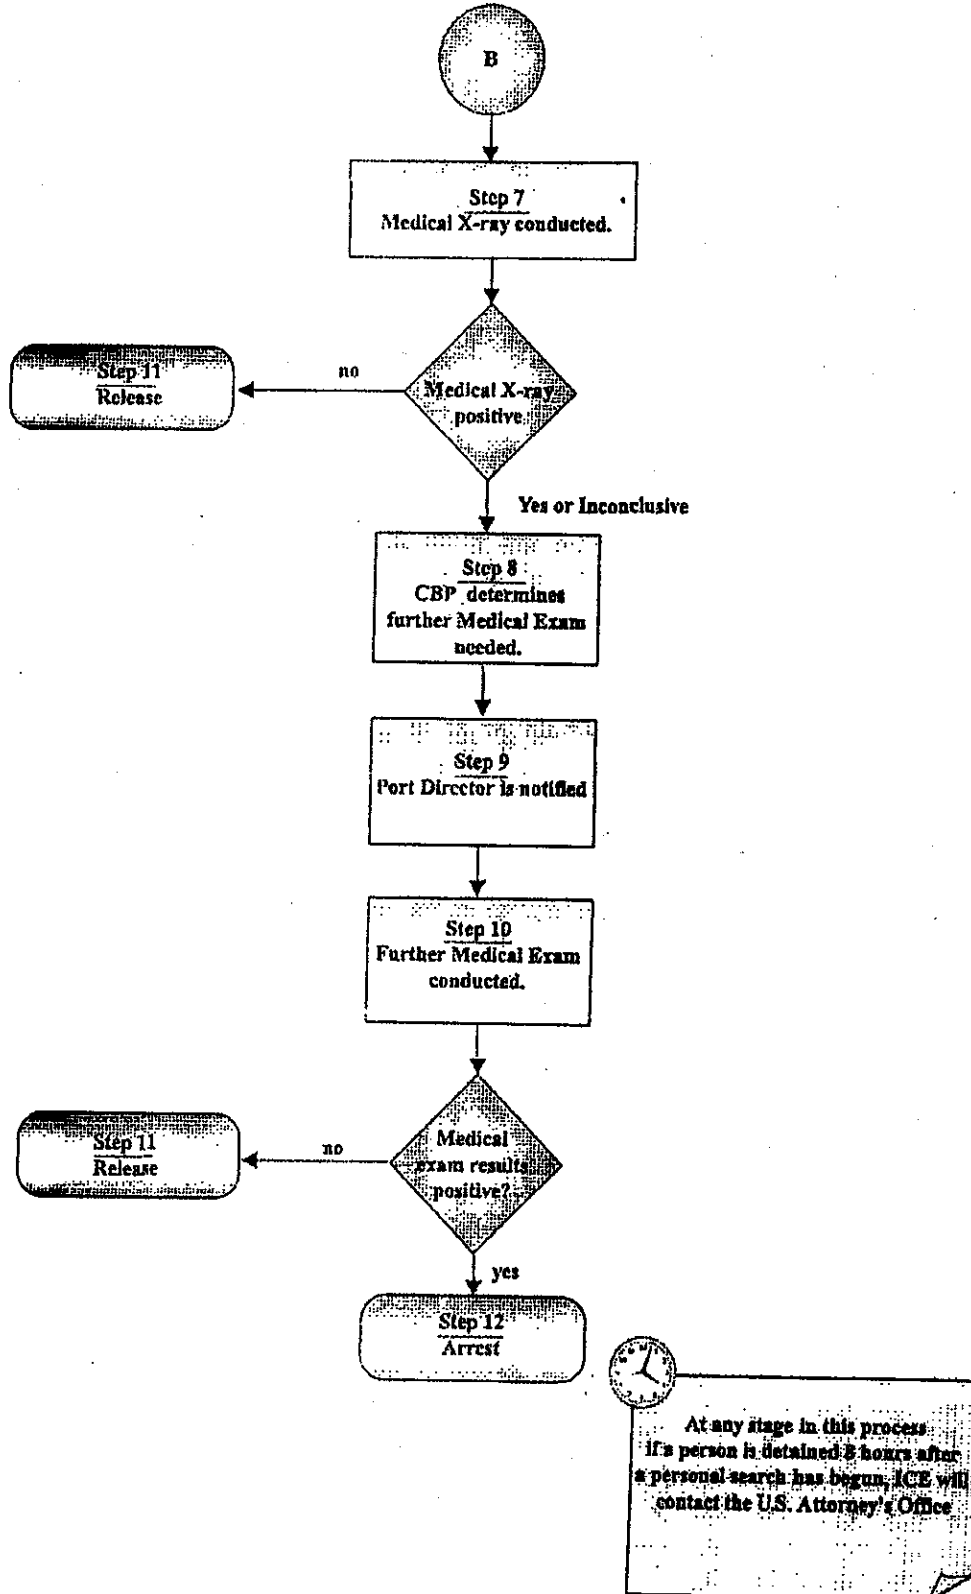 B
Step 7
Medical X-ray conducted.
Medical X-ray
positive
no
Step 11
Release
Yes or Inconclusive
Step 8
CBP determines
further Medical Exam
needed.
Step 9
Port Director is notified
Step 10
Further Medical Exam
conducted.
Medical
exam results
positive?
no
Step 11
Release
yes
Step 12
Arrest
At any stage in this process
if a person is detained 8 hours after
a personal search has begun, ICE will
contact the U.S. Attorney's Office